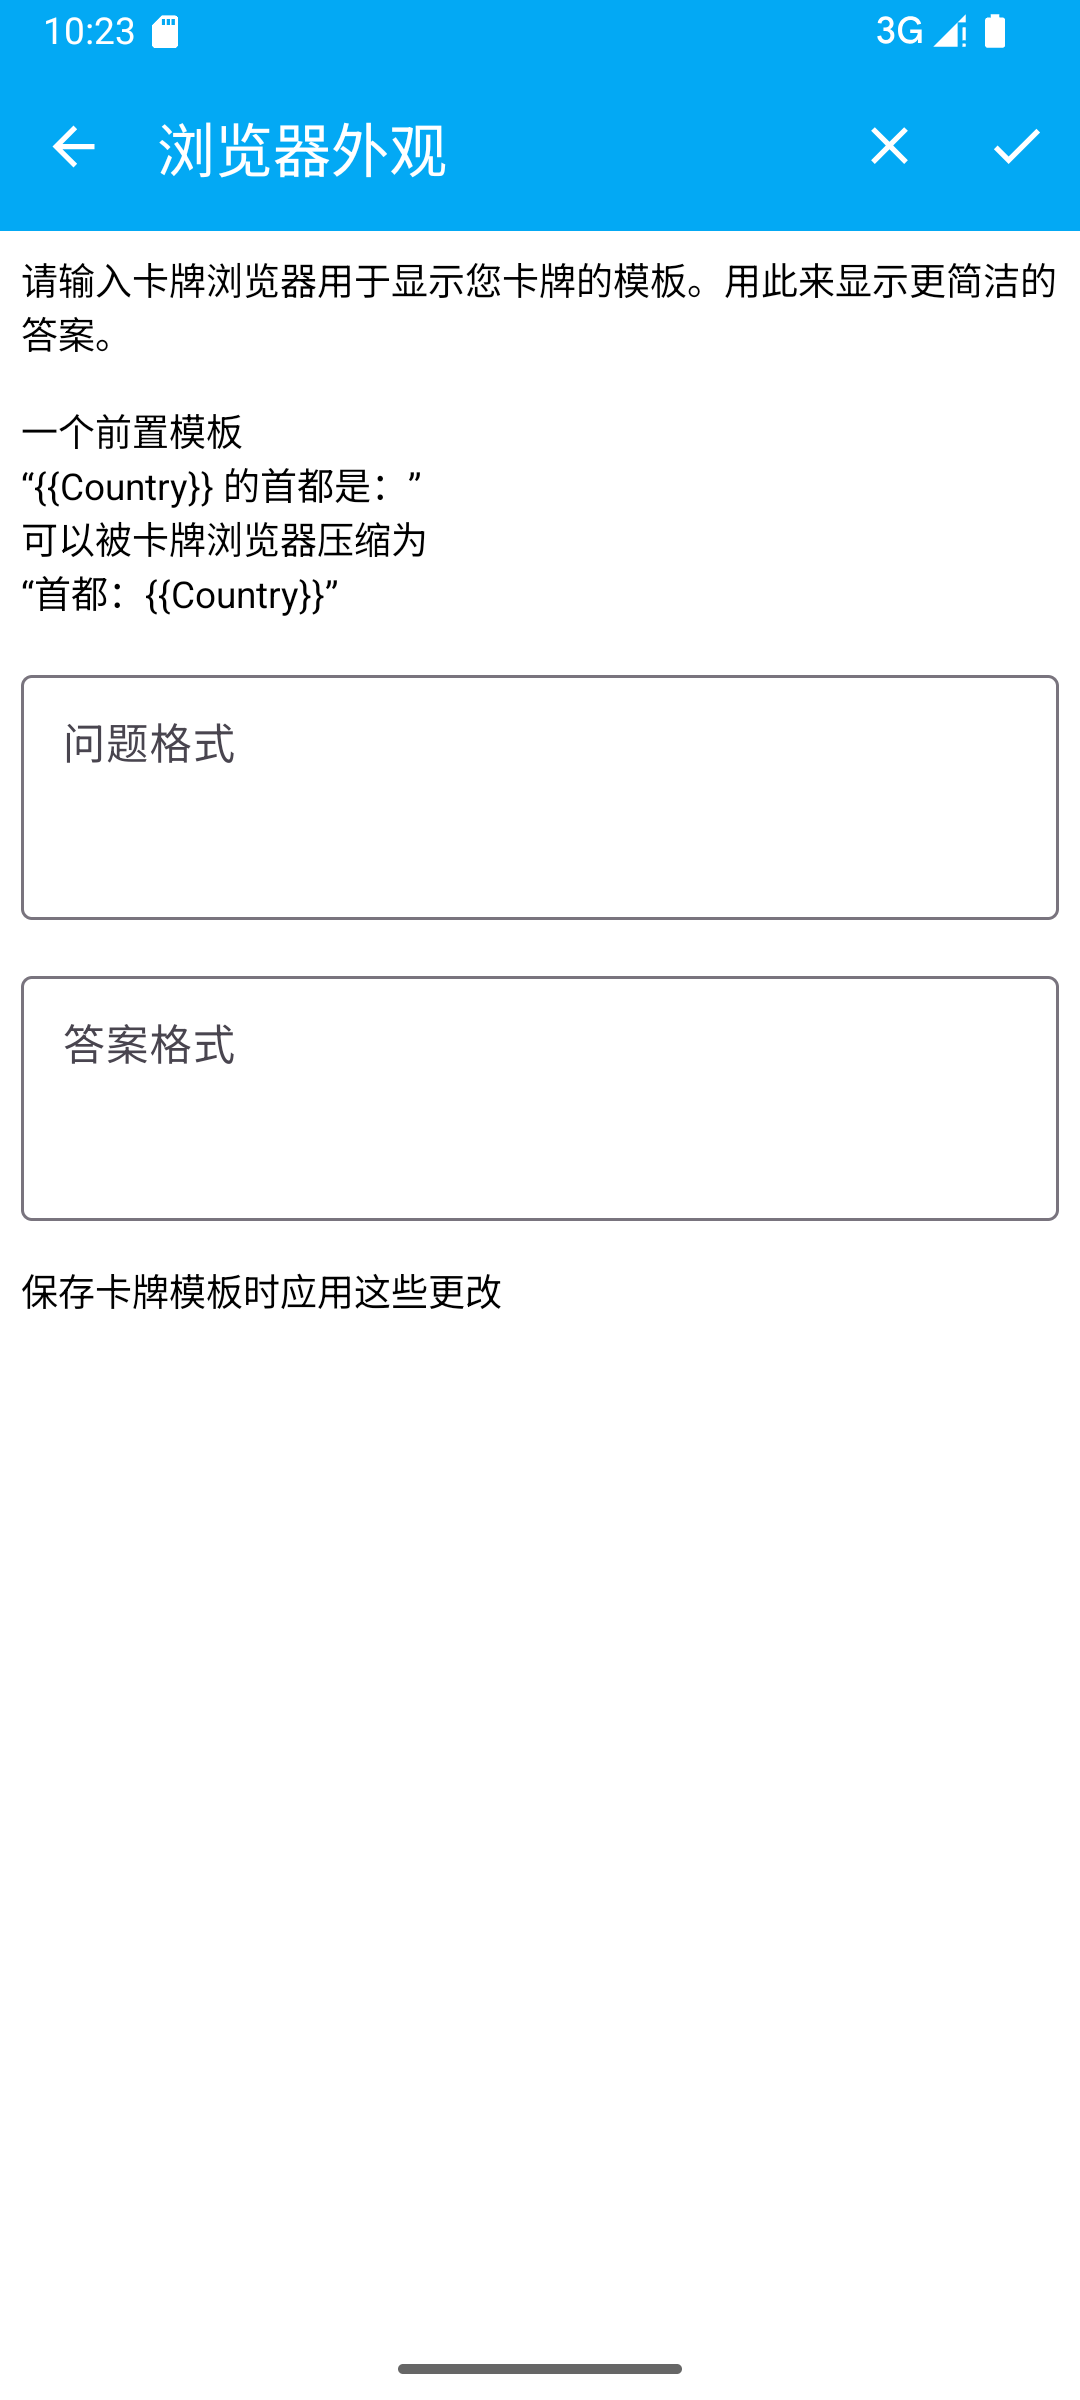 10:23
3G
浏览器外观
请输入卡牌浏览器用于显示您卡牌的模板。用此来显示更简洁的
答案。
一个前置模板
“{{Country}} 的首都是：”
可以被卡牌浏览器压缩为
“首都：{{Country}}”
问题格式
答案格式
保存卡牌模板时应用这些更改